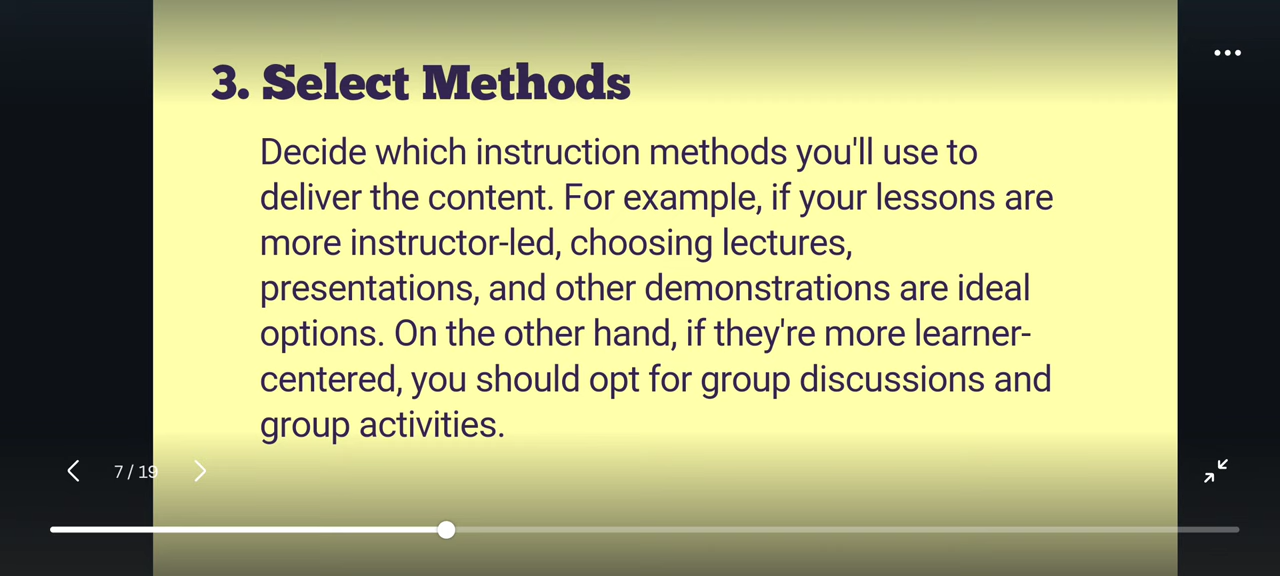 3. Select Methods
Decide which instruction methods you'll use to
deliver the content. For example, if your lessons are
more instructor-led, choosing lectures,
presentations, and other demonstrations are ideal
options. On the other hand, if they're more learner-
centered, you should opt for group discussions and
group activities.
7 / 19